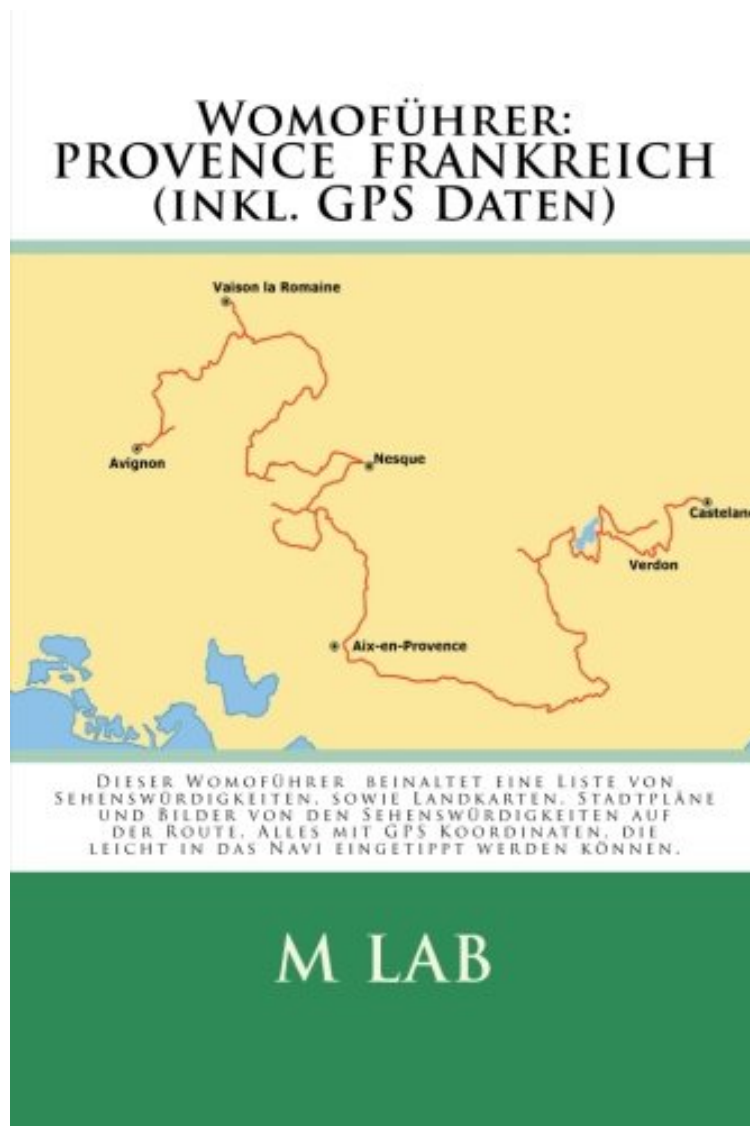 Womoführer:
PROVENCE FRANKREICH
(inkl. GPS Daten)
Vaison la Romaine
Avignon
Nesque
Castelan
Verdon
Aix-en-Provence
Dieser Womoführer beinaltet eine Liste von
Sehenswürdigkeiten, sowie Landkarten, Stadtpläne
und Bilder von den Sehenswürdigkeiten auf
der Route. Alles mit GPS Koordinaten, die
leicht in das Navi eingetippt werden können.
M LAB